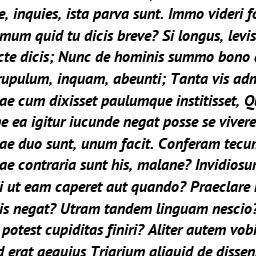 e, inquies, ista parva sunt. Immo videri fo
mum quid tu dicis breve? Si longus, levis
cte dicis; Nunc de hominis summo bono
rupulum, inquam, abeunti; Tanta vis adm
ae cum dixisset paulumque institisset, Q
ne ea igitur iucunde negat posse se vivere
ae duo sunt, unum facit. Conferam tecum
ae contraria sunt his, malane? Invidiosum
i ut eam caperet aut quando? Praeclare
is negat? Utram tandem linguam nescio?
potest cupiditas finiri? Aliter autem vobi
d erat aequius Triarium aliquid de dissen